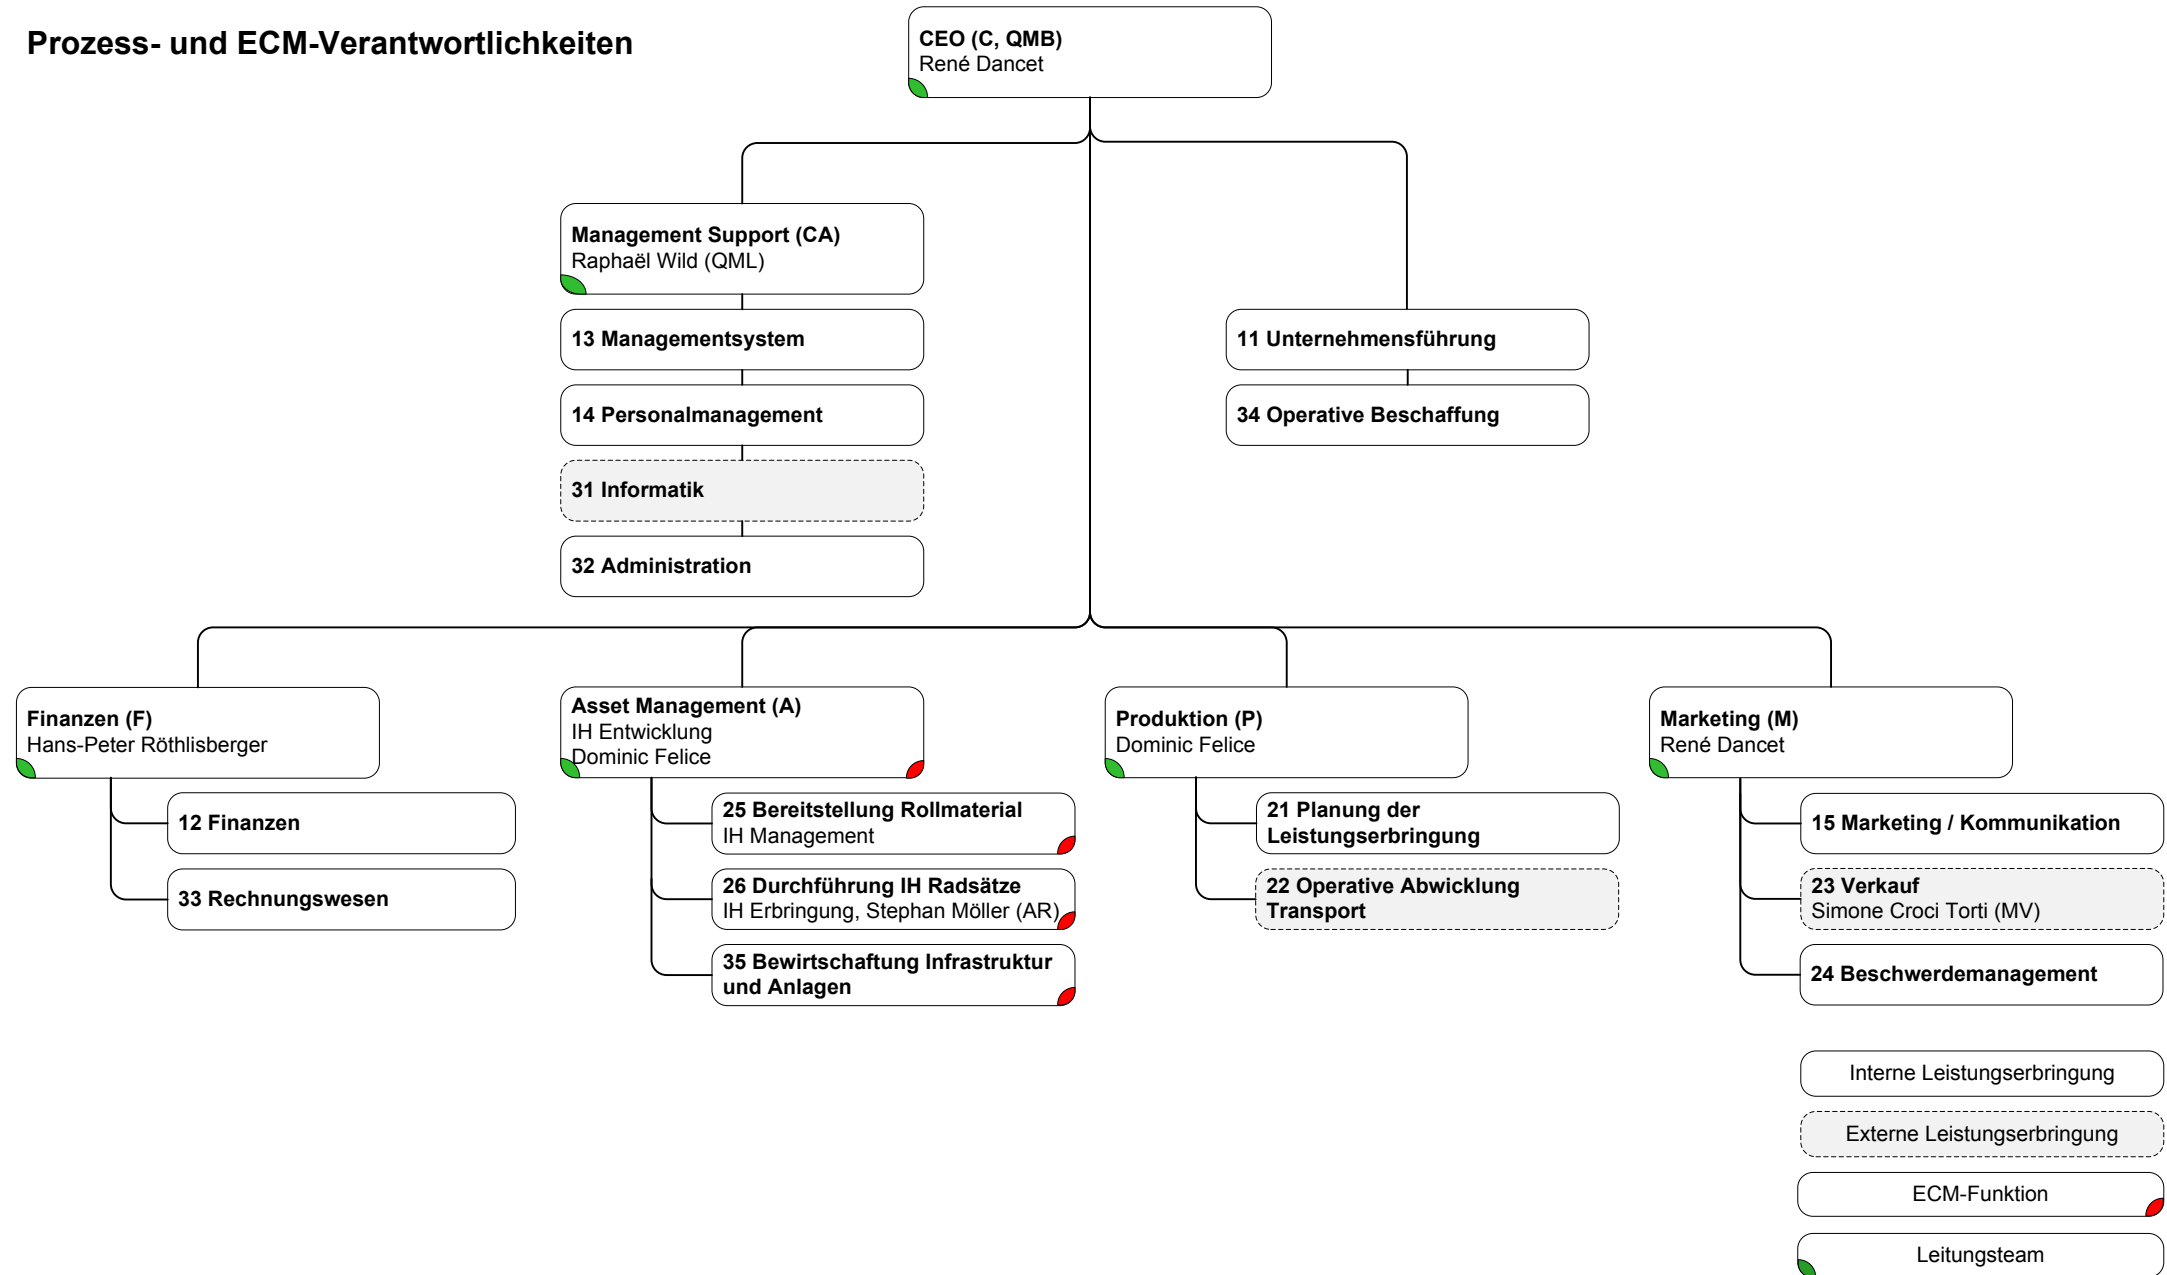 Prozess- und ECM-Verantwortlichkeiten
CEO (C, QMB)
René Dancet
Management Support (CA)
Raphaël Wild (QML)
13 Managementsystem
14 Personalmanagement
31 Informatik
32 Administration
11 Unternehmensführung
34 Operative Beschaffung
Finanzen (F)
Hans-Peter Röthlisberger
12 Finanzen
33 Rechnungswesen
Asset Management (A)
IH Entwicklung
Dominic Felice
25 Bereitstellung Rollmaterial
IH Management
26 Durchführung IH Radsätze
IH Erbringung, Stephan Möller (AR)
35 Bewirtschaftung Infrastruktur
und Anlagen
Produktion (P)
Dominic Felice
21 Planung der
Leistungserbringung
22 Operative Abwicklung
Transport
Marketing (M)
René Dancet
15 Marketing / Kommunikation
23 Verkauf
Simone Croci Torti (MV)
24 Beschwerdemanagement
Interne Leistungserbringung
Externe Leistungserbringung
ECM-Funktion
Leitungsteam